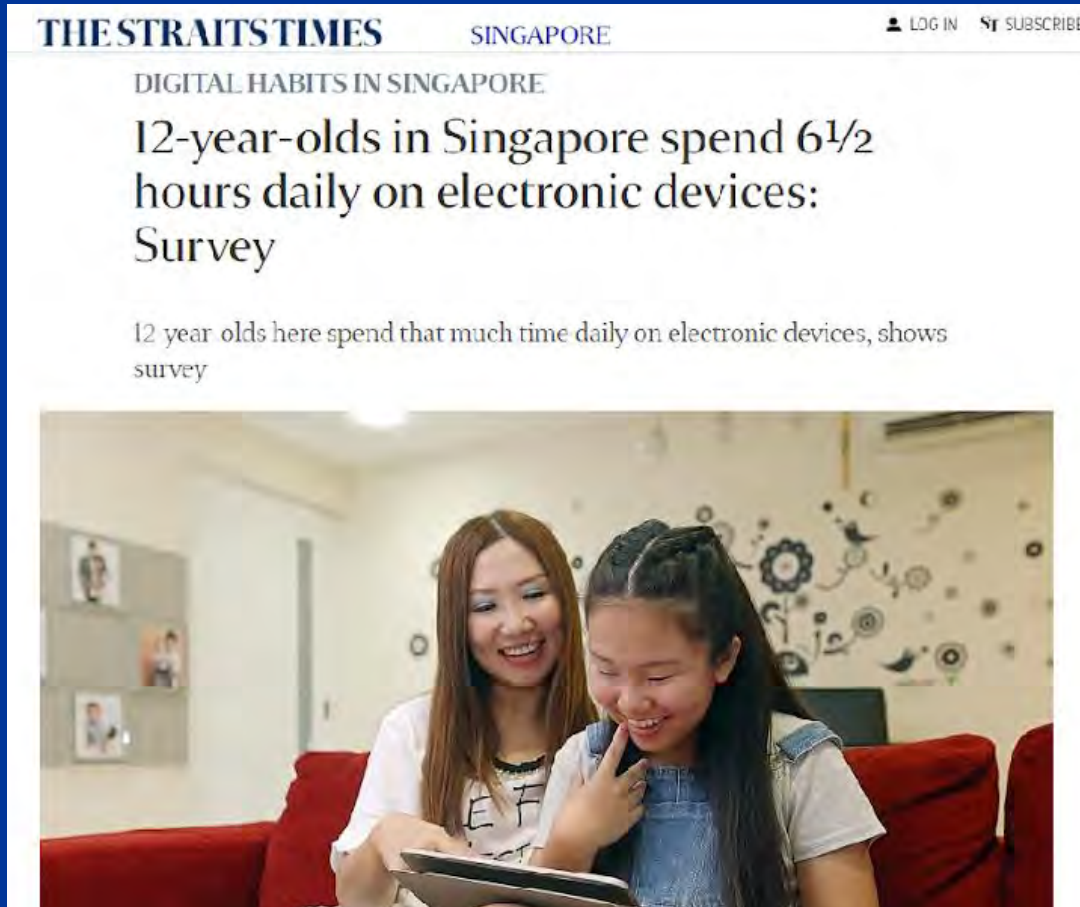 THE STRAITS TIMES
SINGAPORE
LOG IN
ST SUBSCRIBE
DIGITAL HABITS IN SINGAPORE
12-year-olds in Singapore spend 6½
hours daily on electronic devices:
Survey
12 year olds here spend that much time daily on electronic devices, shows
survey
E F